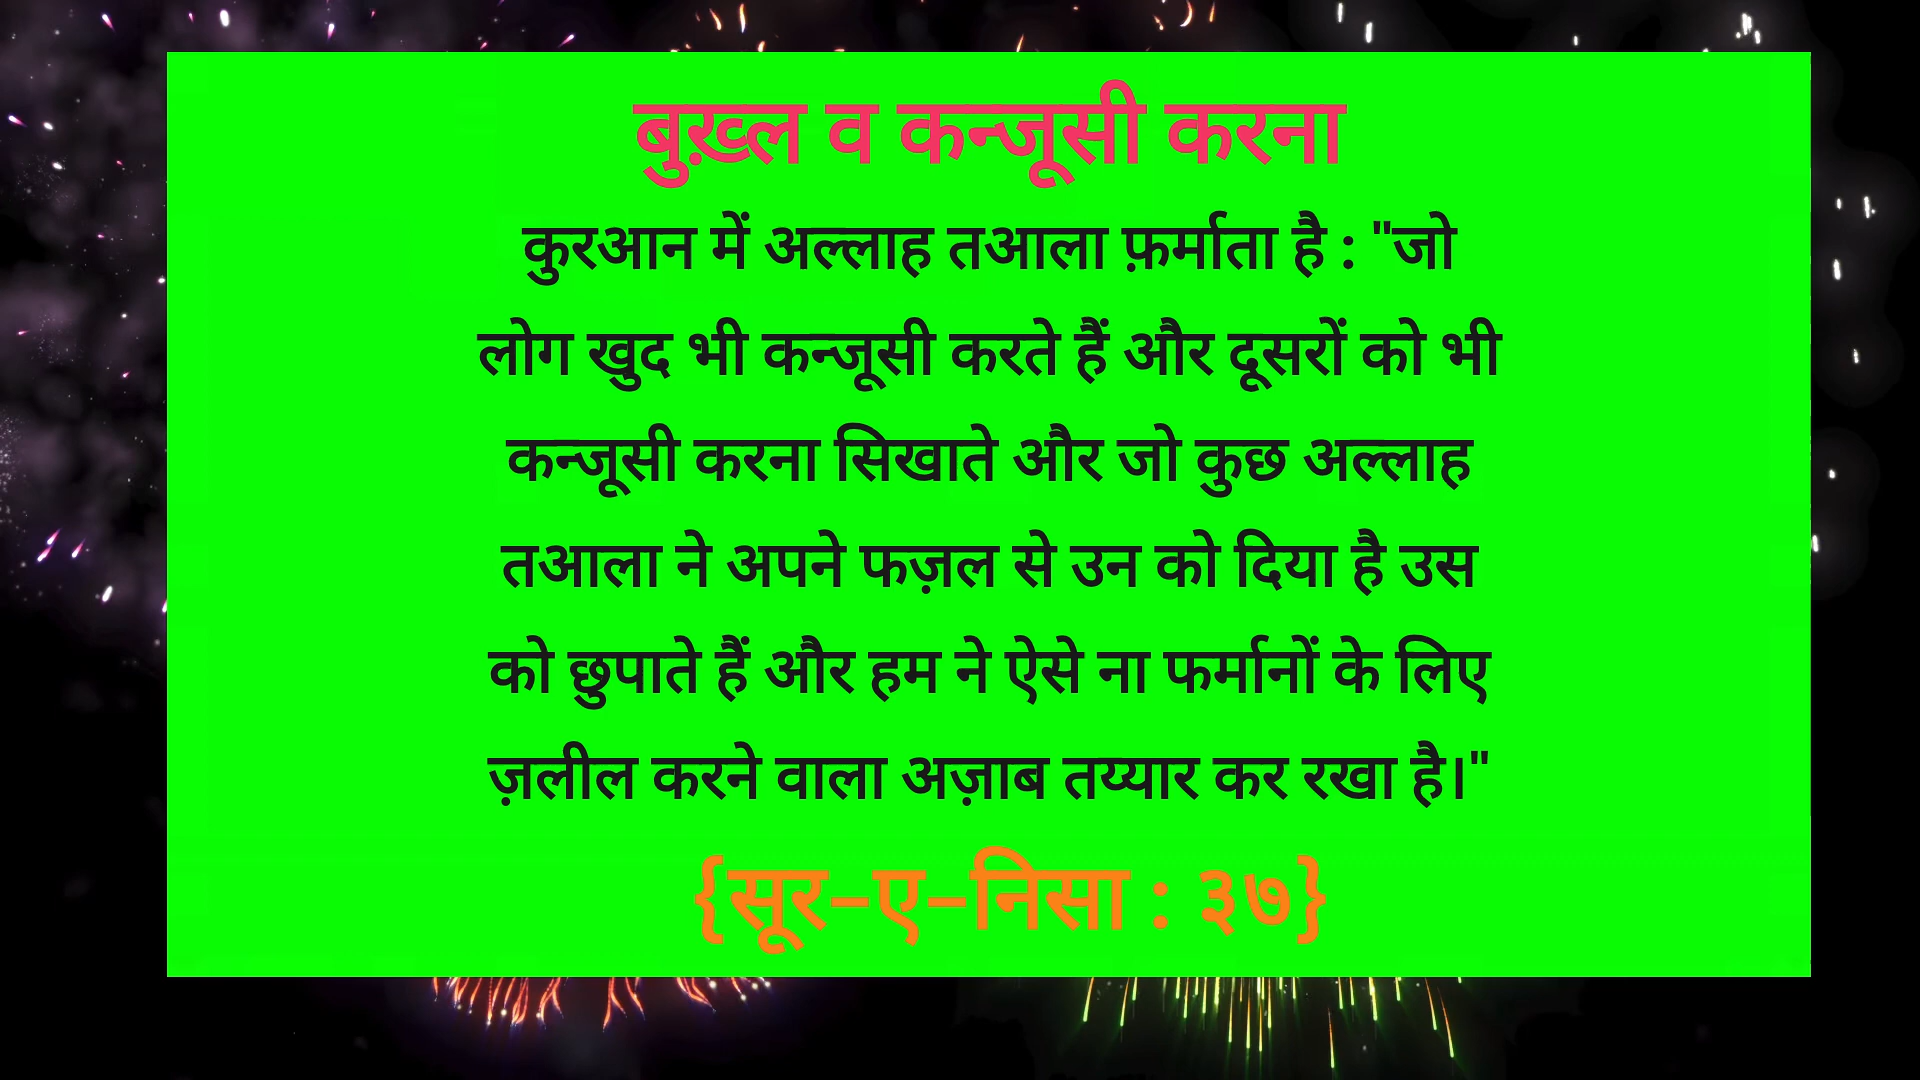 बुख़्ल व कन्जूसी करना
कुरआन में अल्लाह तआला फ़र्माता है : "जो
लोग खुद भी कन्जूसी करते हैं और दूसरों को भी
कन्जूसी करना सिखाते और जो कुछ अल्लाह
तआला ने अपने फज़ल से उन को दिया है उस
को छुपाते हैं और हम ने ऐसे ना फर्मानों के लिए
ज़लील करने वाला अज़ाब तय्यार कर रखा है।"
{सूर–ए–निसा : ३७}